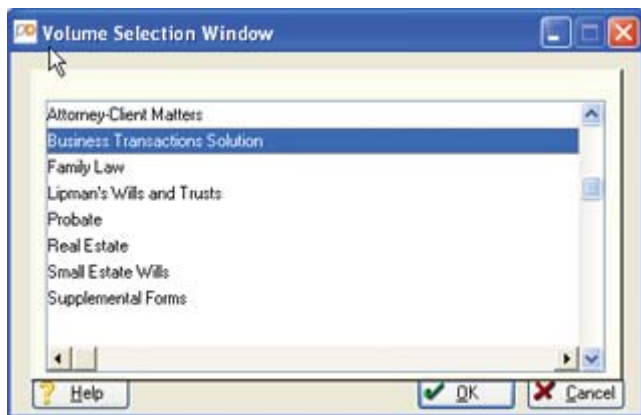 Volume Selection Window
Attorney-Client Matters
Business Transactions Solution
Family Law
Lipman's Wills and Trusts
Probate
Real Estate
Small Estate Wills
Supplemental Forms
? Help OK Cancel